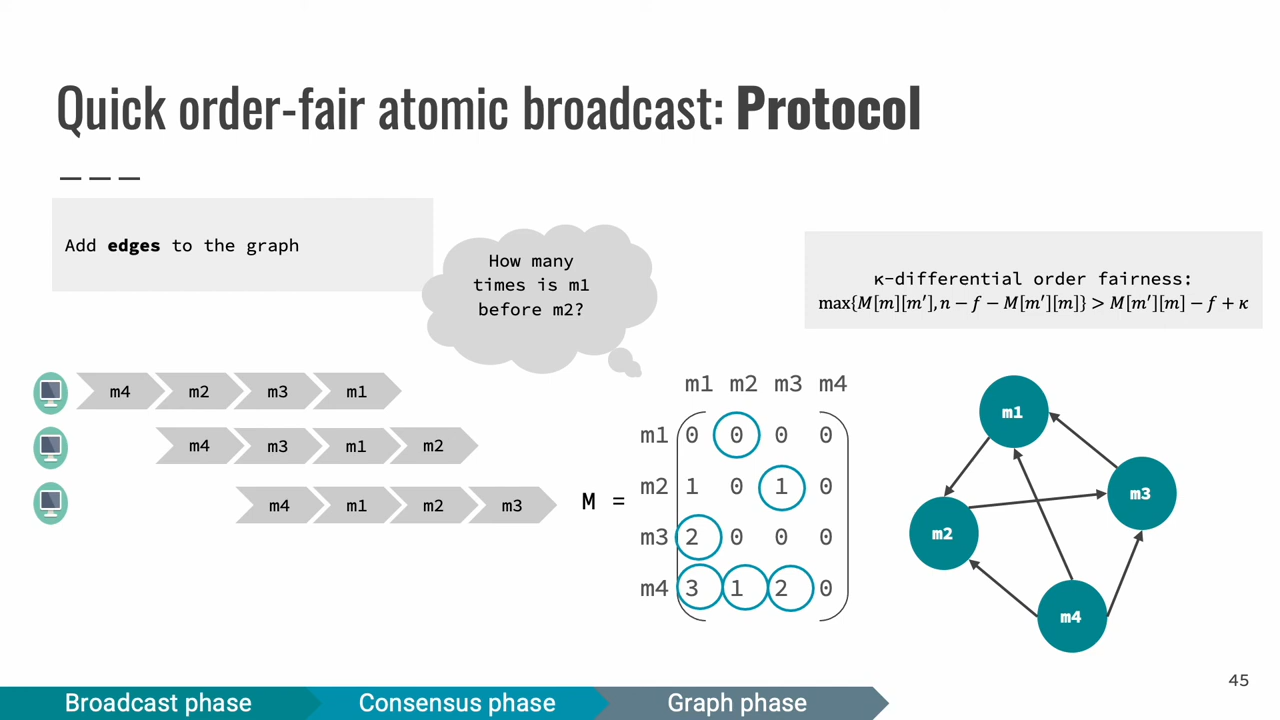 Quick order-fair atomic broadcast: Protocol
Add edges to the graph
How many
times is m1
before m2?
κ-differential order fairness:
max{M[m][m′], n − f − M[m′][m]} > M[m′][m] − f + κ
m4 m2 m3 m1
m4 m3 m1 m2
m4 m1 m2 m3
M =
m1 m2 m3 m4
m1 0 0 0 0
m2 1 0 1 0
m3 2 0 0 0
m4 3 1 2 0
m1
m3
m2
m4
45
Broadcast phase Consensus phase Graph phase